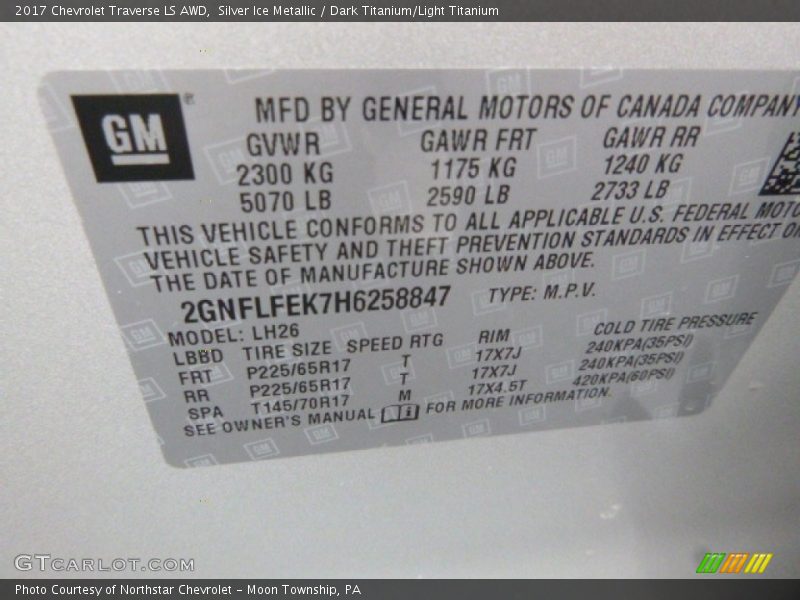 2017 Chevrolet Traverse LS AWD, Silver Ice Metallic / Dark Titanium/Light Titanium
GM ®
MFD BY GENERAL MOTORS OF CANADA COMPANY
GVWR GAWR FRT GAWR RR
2300 KG 1175 KG 1240 KG
5070 LB 2590 LB 2733 LB
THIS VEHICLE CONFORMS TO ALL APPLICABLE U.S. FEDERAL MOTO
VEHICLE SAFETY AND THEFT PREVENTION STANDARDS IN EFFECT O
THE DATE OF MANUFACTURE SHOWN ABOVE.
2GNFLFEK7H6258847 TYPE: M.P.V.
MODEL: LH26
LBBD TIRE SIZE SPEED RTG RIM COLD TIRE PRESSURE
FRT P225/65R17 T 17X7J 240KPA(35PSI)
RR P225/65R17 T 17X7J 240KPA(35PSI)
SPA T145/70R17 M 17X4.5T 420KPA(60PSI)
SEE OWNER'S MANUAL FOR MORE INFORMATION.
GTCARLOT.COM
Photo Courtesy of Northstar Chevrolet - Moon Township, PA